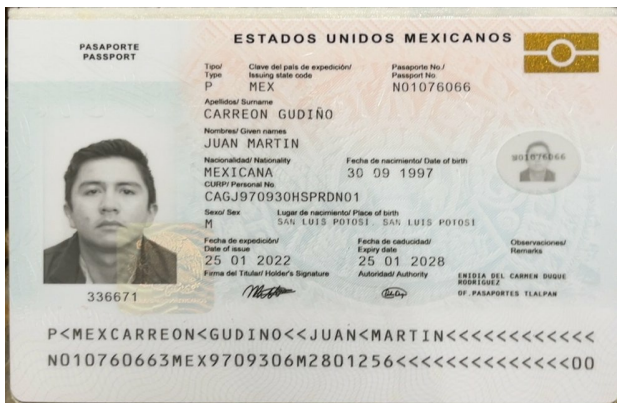 PASAPORTE
PASSPORT
ESTADOS UNIDOS MEXICANOS
Tipo/ Clave del país de expedición/ Pasaporte No./
Type Issuing state code Passport No.
P MEX N01076066
Apellidos/ Surname
CARREON GUDIÑO
Nombres/ Given names
JUAN MARTIN
Nacionalidad/ Nationality Fecha de nacimiento/ Date of birth
MEXICANA 30 09 1997
CURP/ Personal No.
CAGJ970930HSPRDN01
Sexo/ Sex Lugar de nacimiento/ Place of birth
M SAN LUIS POTOSI. SAN LUIS POTOSI
Fecha de expedición/ Fecha de caducidad/ Observaciones/
Date of issue Expiry date Remarks
25 01 2022 25 01 2028
Firma del Titular/ Holder's Signature Autoridad/ Authority ENIDIA DEL CARMEN DUQUE
RODRIGUEZ
OF.PASAPORTES TLALPAN
N01076066
336671
P<MEXCARREON<GUDINO<<JUAN<MARTIN<<<<<<<<<<<<
N010760663MEX9709306M2801256<<<<<<<<<<<<<<00